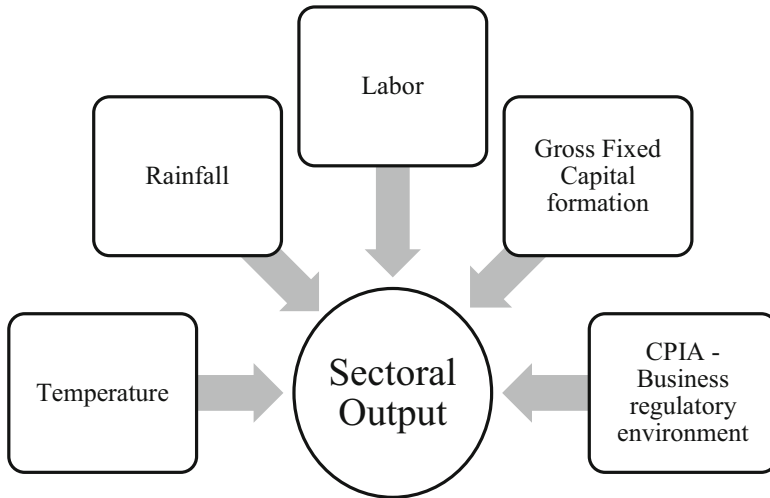 Labor
Rainfall
Gross Fixed
Capital
formation
Temperature
Sectoral
Output
CPIA -
Business
regulatory
environment